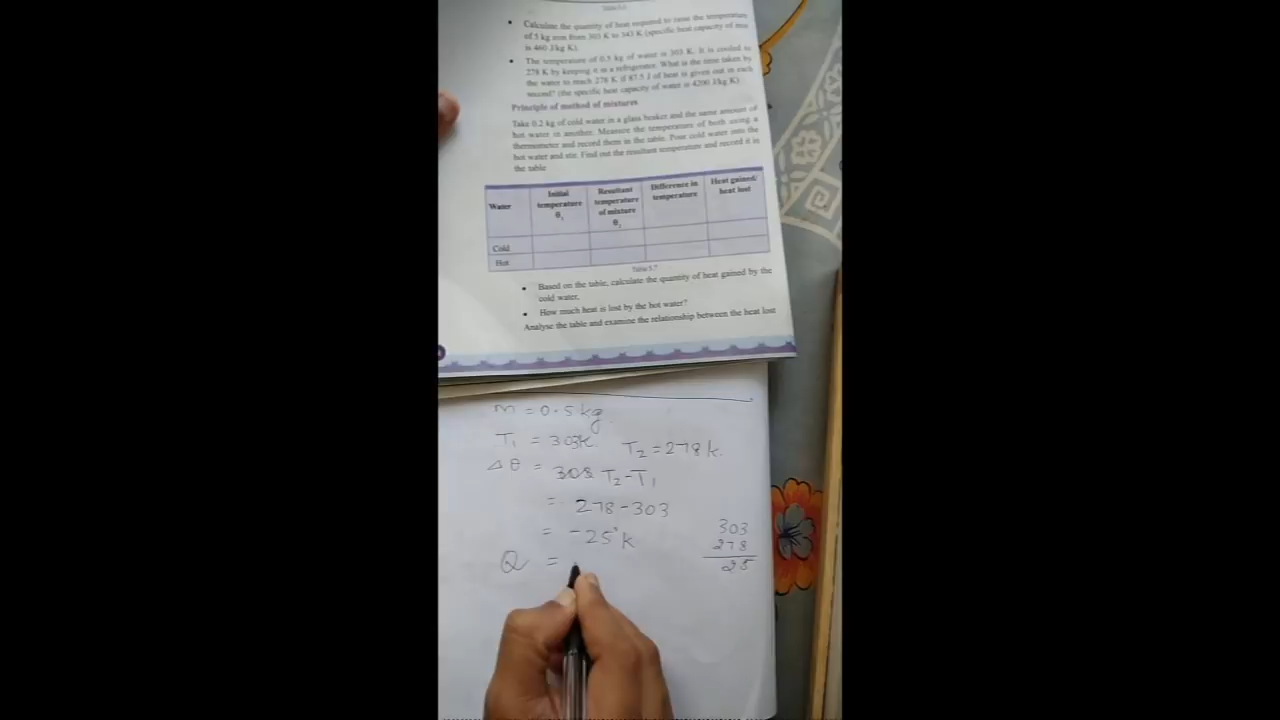 Calculate the quantity of heat required to raise the temperature
of 5 kg iron from 303 K to 343 K (specific heat capacity of iron
is 460 J/kg K).
The temperature of 0.5 kg of water is 303 K. It is cooled to
278 K by keeping it in a refrigerator. What is the time taken by
the water to reach 278 K if 87.5 J of heat is given out in each
second? (the specific heat capacity of water is 4200 J/kg K)
Principle of method of mixtures
Take 0.2 kg of cold water in a glass beaker and the same amount of
hot water in another. Measure the temperature of both using a
thermometer and record them in the table. Pour cold water into the
hot water and stir. Find out the resultant temperature and record it in
the table
Water
Initial
temperature
θ₁
Resultant
temperature
of mixture
θ₂
Difference in
temperature
Heat gained/
heat lost
Cold
Hot
Table 5.7
Based on the table, calculate the quantity of heat gained by the
cold water.
How much heat is lost by the hot water?
Analyse the table and examine the relationship between the heat lost
m = 0.5 kg.
T₁ = 303K T₂ = 278 K.
Δθ = T₂-T₁
= 278-303
= -25°K
303
278
25
Q =